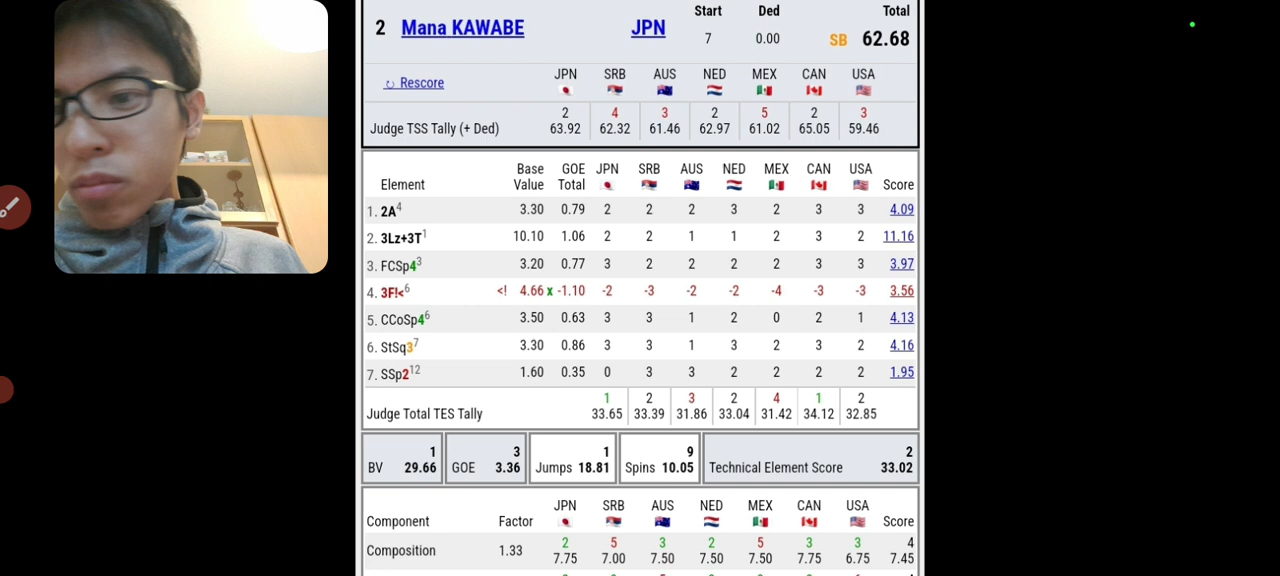 Start Ded Total
2 Mana KAWABE JPN 7 0.00 SB 62.68
JPN SRB AUS NED MEX CAN USA
↻ Rescore
2 4 3 2 5 2 3
Judge TSS Tally (+ Ded) 63.92 62.32 61.46 62.97 61.02 65.05 59.46
Base GOE JPN SRB AUS NED MEX CAN USA
Element Value Total Score
1. 2A4 3.30 0.79 2 2 2 3 2 3 3 4.09
2. 3Lz+3T1 10.10 1.06 2 2 1 1 2 3 2 11.16
3. FCSp43 3.20 0.77 3 2 2 2 2 3 3 3.97
4. 3F!<6 <! 4.66 x -1.10 -2 -3 -2 -2 -4 -3 -3 3.56
5. CCoSp46 3.50 0.63 3 3 1 2 0 2 1 4.13
6. StSq37 3.30 0.86 3 3 1 3 2 3 2 4.16
7. SSp212 1.60 0.35 0 3 3 2 2 2 2 1.95
1 2 3 2 4 1 2
Judge Total TES Tally 33.65 33.39 31.86 33.04 31.42 34.12 32.85
1 3 1 9 2
BV 29.66 GOE 3.36 Jumps 18.81 Spins 10.05 Technical Element Score 33.02
JPN SRB AUS NED MEX CAN USA
Component Factor Score
2 5 3 2 5 3 3 4
Composition 1.33 7.75 7.00 7.50 7.50 7.50 7.75 6.75 7.45